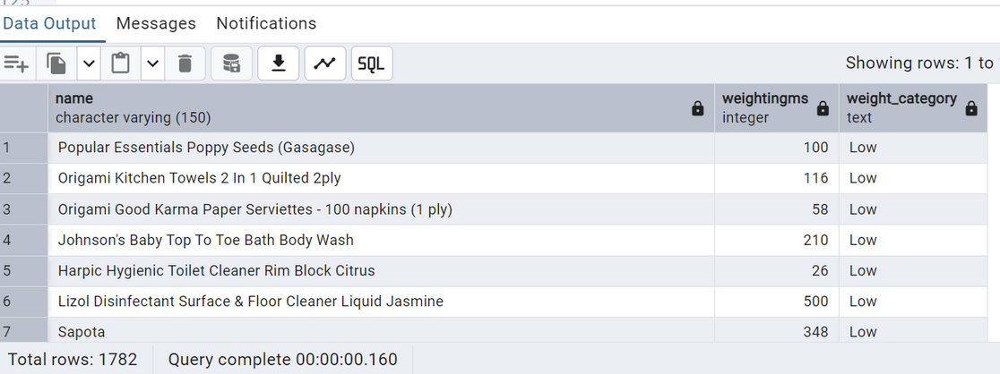 Data Output Messages Notifications
SQL Showing rows: 1 to
name weightingms weight_category
character varying (150) integer text
1 Popular Essentials Poppy Seeds (Gasagase) 100 Low
2 Origami Kitchen Towels 2 In 1 Quilted 2ply 116 Low
3 Origami Good Karma Paper Serviettes - 100 napkins (1 ply) 58 Low
4 Johnson's Baby Top To Toe Bath Body Wash 210 Low
5 Harpic Hygienic Toilet Cleaner Rim Block Citrus 26 Low
6 Lizol Disinfectant Surface & Floor Cleaner Liquid Jasmine 500 Low
7 Sapota 348 Low
Total rows: 1782 Query complete 00:00:00.160